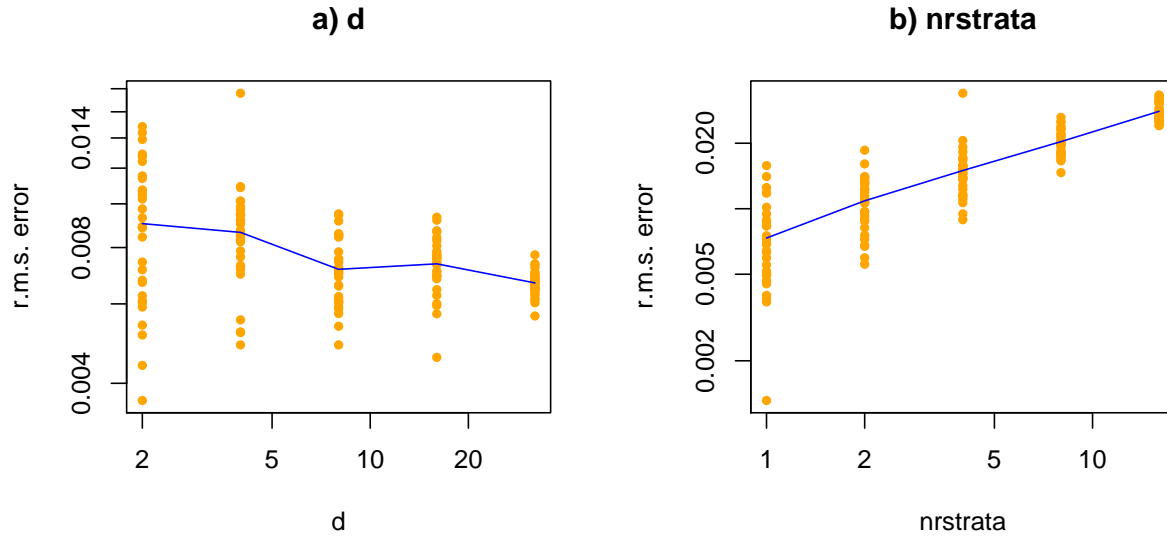 a) d
r.m.s. error
0.004
0.008
0.014
2
5
10
20
d
b) nrstrata
r.m.s. error
0.002
0.005
0.020
1
2
5
10
nrstrata